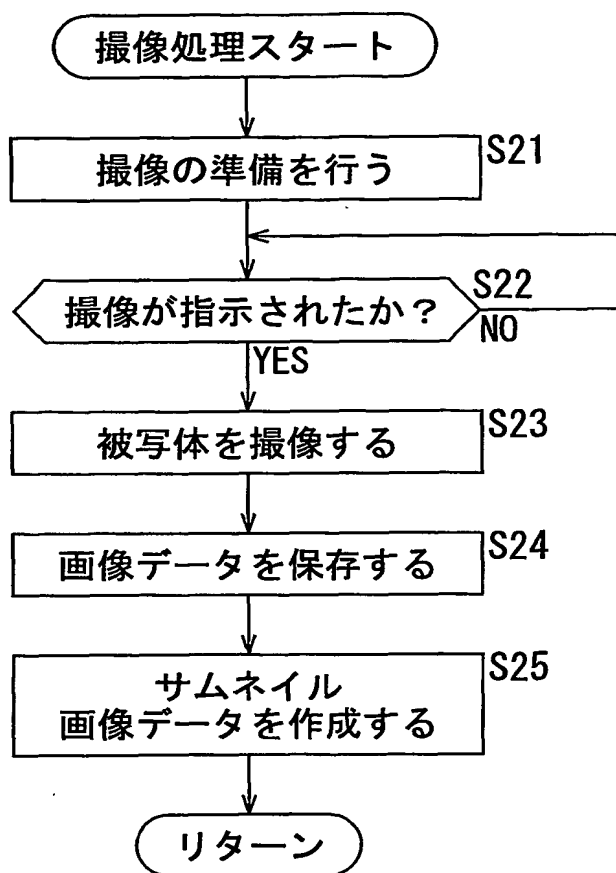 撮像処理スタート
撮像の準備を行う
S21
撮像が指示されたか？
S22
NO
YES
被写体を撮像する
S23
画像データを保存する
S24
サムネイル
画像データを作成する
S25
リターン